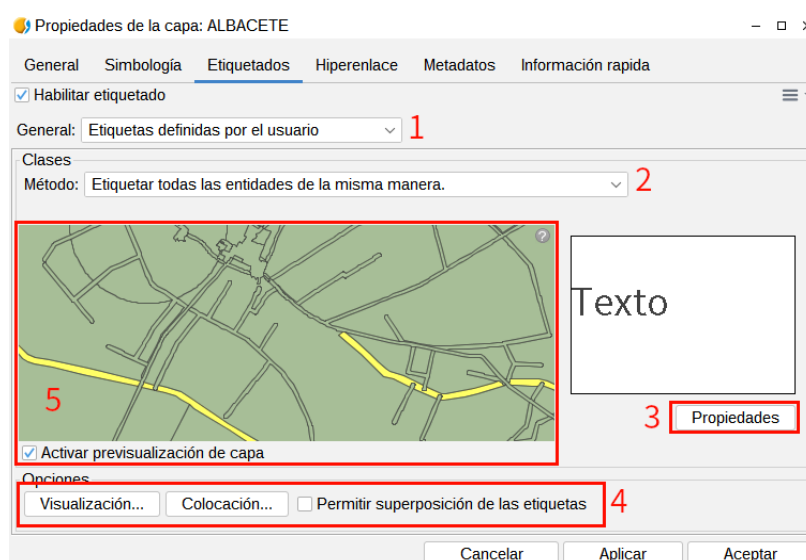 Propiedades de la capa: ALBACETE
General Simbología Etiquetados Hiperenlace Metadatos Información rapida
Habilitar etiquetado
General: Etiquetas definidas por el usuario 1
Clases
Método: Etiquetar todas las entidades de la misma manera. 2
?
Texto
5
3 Propiedades
Activar previsualización de capa
Opciones
Visualización... Colocación... Permitir superposición de las etiquetas 4
Cancelar Aplicar Aceptar